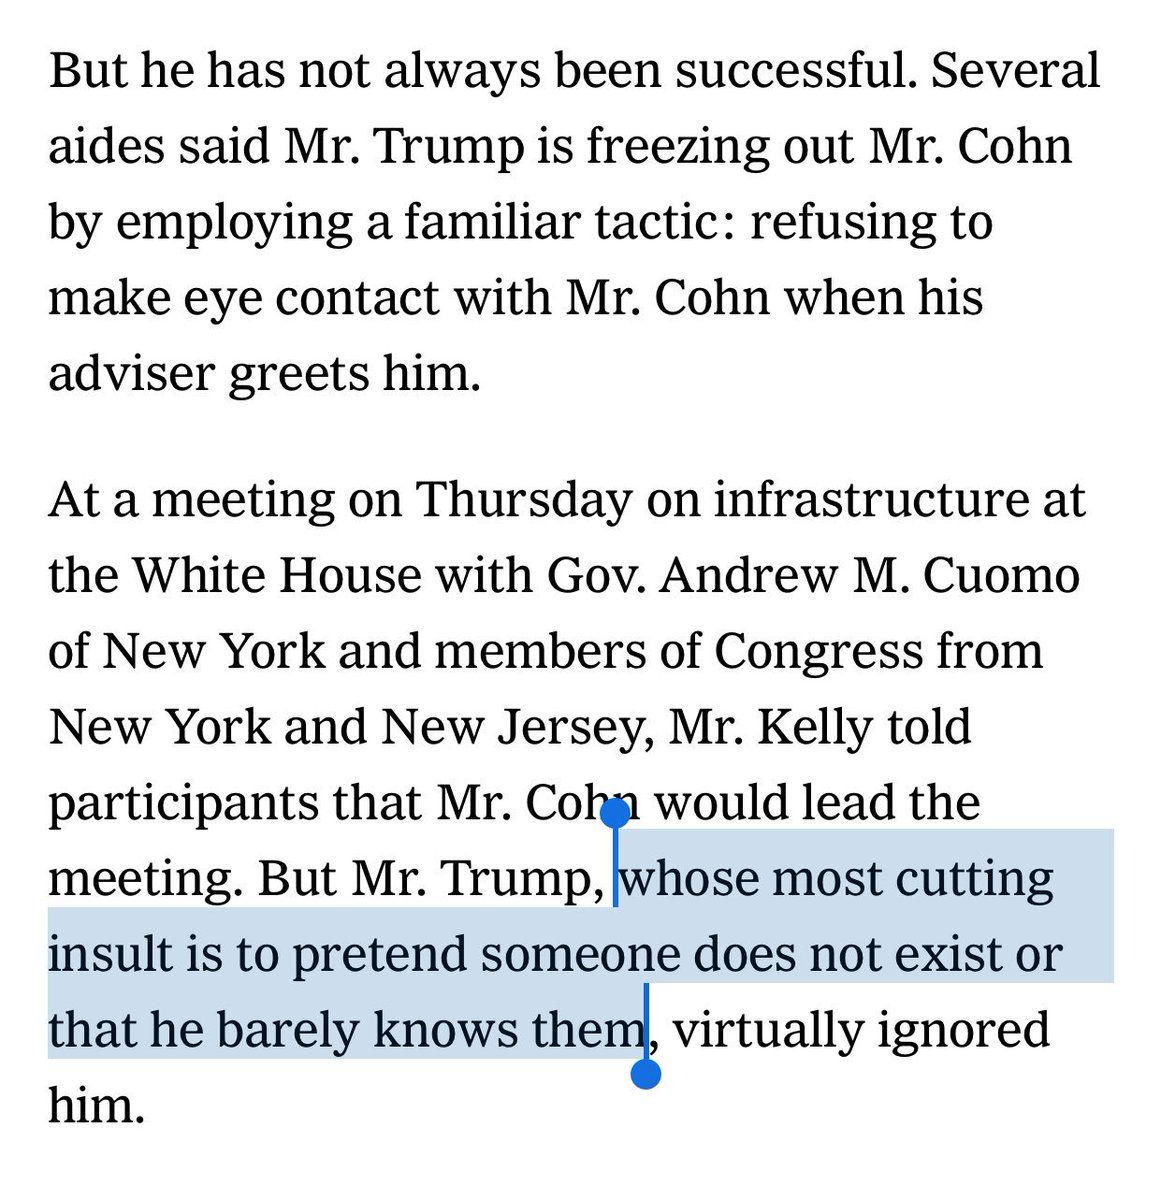 But he has not always been successful. Several
aides said Mr. Trump is freezing out Mr. Cohn
by employing a familiar tactic: refusing to
make eye contact with Mr. Cohn when his
adviser greets him.
At a meeting on Thursday on infrastructure at
the White House with Gov. Andrew M. Cuomo
of New York and members of Congress from
New York and New Jersey, Mr. Kelly told
participants that Mr. Cohn would lead the
meeting. But Mr. Trump, whose most cutting
insult is to pretend someone does not exist or
that he barely knows them, virtually ignored
him.